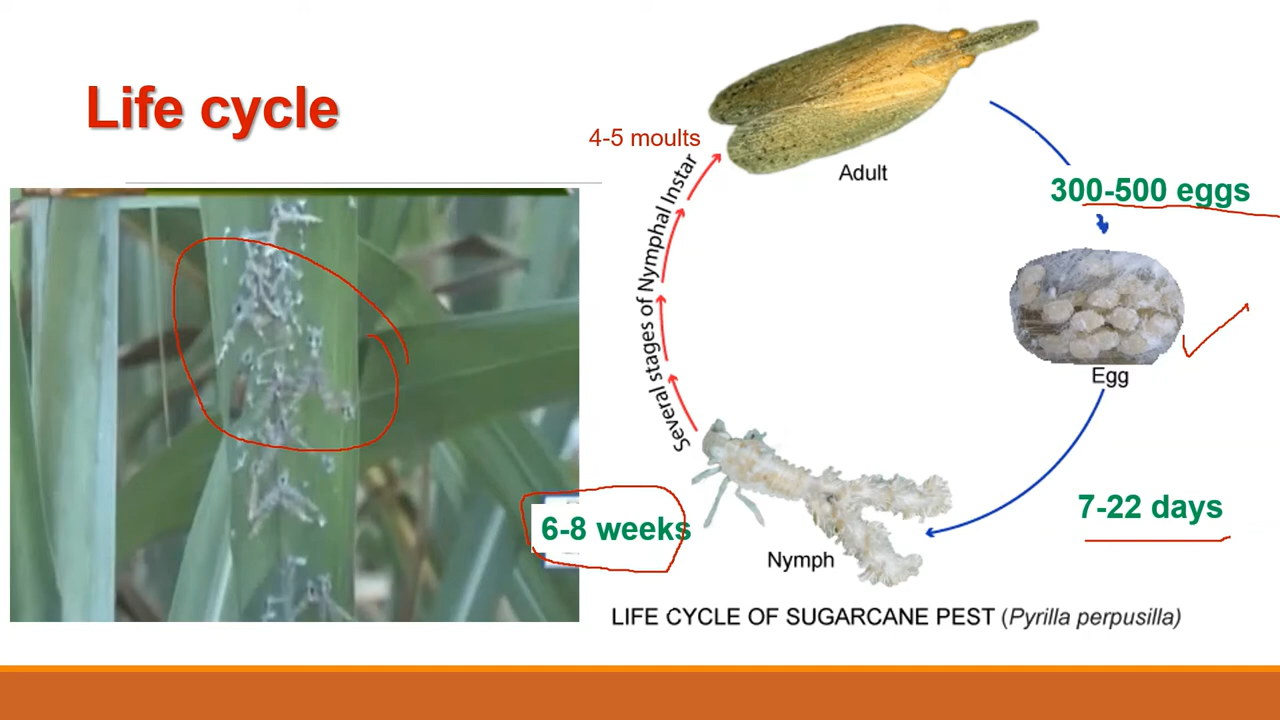 Life cycle
4-5 moults
Adult
300-500 eggs
Several stages of Nymphal Instar
Egg
7-22 days
6-8 weeks
Nymph
LIFE CYCLE OF SUGARCANE PEST (Pyrilla perpusilla)